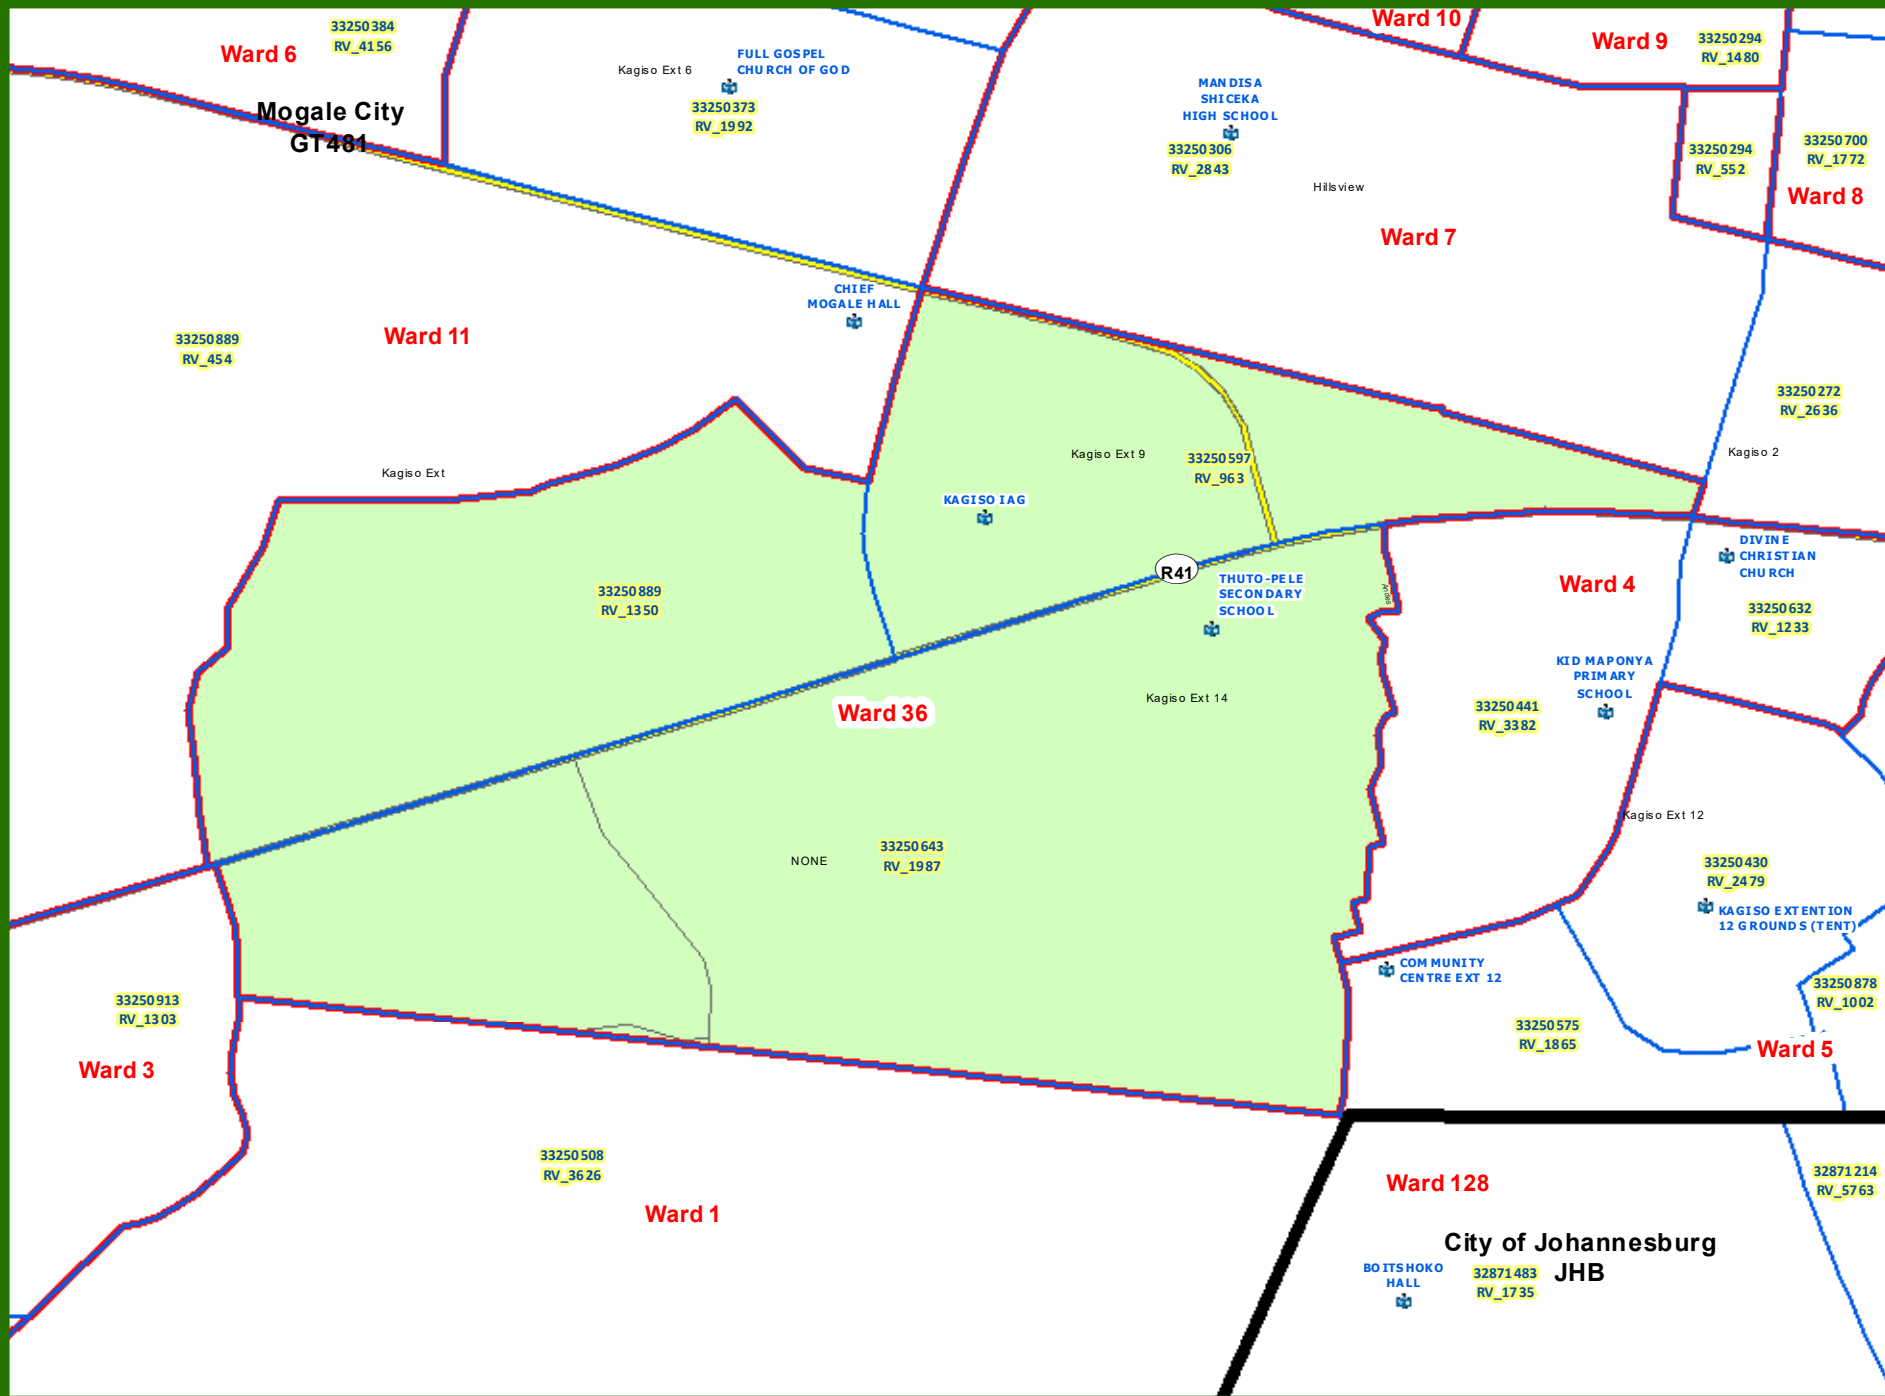 Ward 10
33250384
RV_4156
Ward 6
Ward 9
33250294
RV_1480
FULL GOSPEL
CHURCH OF GOD
Kagiso Ext 6
33250373
RV_1992
MANDISA
SHICEKA
HIGH SCHOOL
33250306
RV_2843
Mogale City
GT481
33250294
RV_552
33250700
RV_1772
Ward 8
Hillsview
Ward 7
CHIEF
MOGALE HALL
33250889
RV_454
Ward 11
33250272
RV_2636
Kagiso 2
Kagiso Ext
Kagiso Ext 9
33250597
RV_963
KAGISO IAG
DIVINE
CHRISTIAN
CHURCH
R41
THUTO-PELE
SECONDARY
SCHOOL
Andes
Ward 4
33250889
RV_1350
33250632
RV_1233
KID MAPONYA
PRIMARY
SCHOOL
Kagiso Ext 14
Ward 36
33250441
RV_3382
Kagiso Ext 12
33250643
RV_1987
NONE
33250430
RV_2479
KAGISO EXTENTION
12 GROUNDS (TENT)
COMMUNITY
CENTRE EXT 12
33250878
RV_1002
33250913
RV_1303
33250575
RV_1865
Ward 5
Ward 3
33250508
RV_3626
Ward 1
Ward 128
32871214
RV_5763
City of Johannesburg
JHB
BOITSHOKO
HALL
32871483
RV_1735